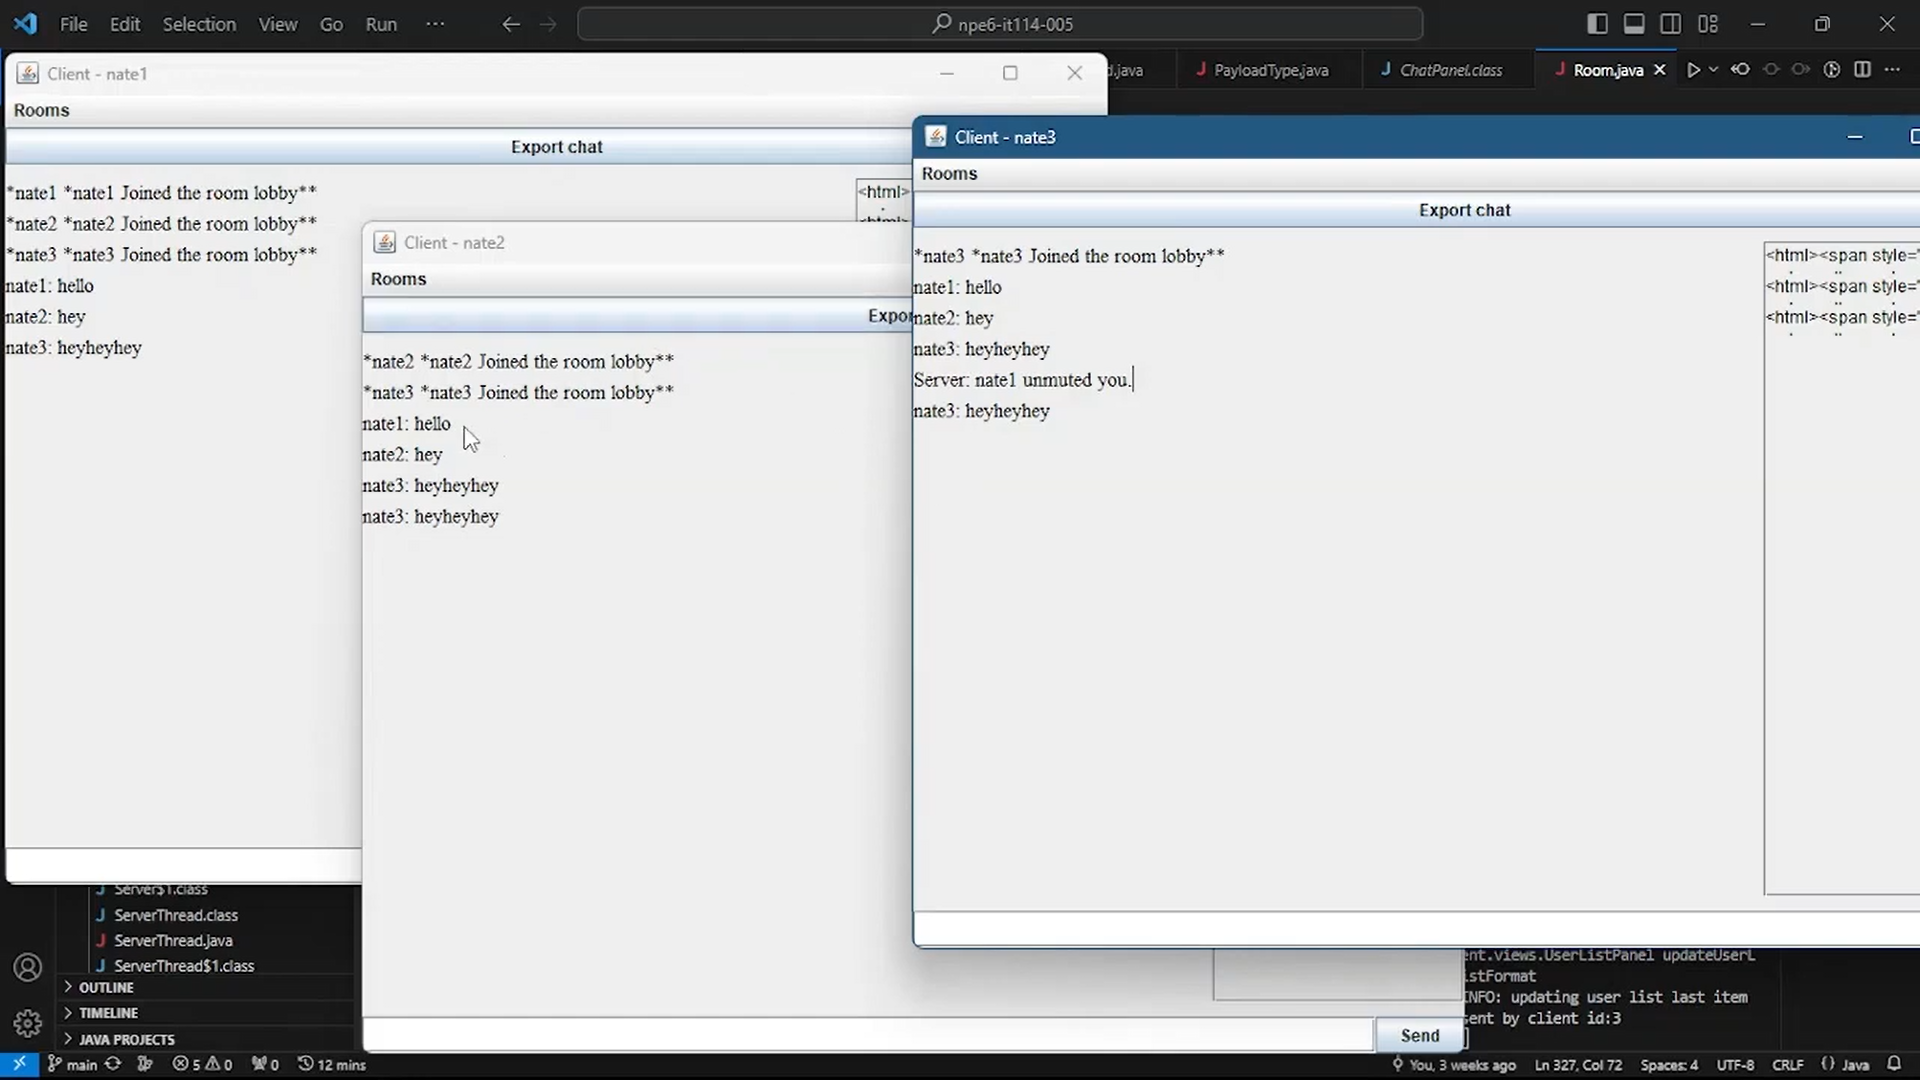 File Edit Selection View Go Run ··· npe6-it114-005
d.java PayloadType.java ChatPanel.class Room.java
Client - nate1
Rooms
Export chat
*nate1 *nate1 Joined the room lobby**
*nate2 *nate2 Joined the room lobby**
*nate3 *nate3 Joined the room lobby**
nate1: hello
nate2: hey
nate3: heyheyhey
<html>
Client - nate2
Rooms
Expor
*nate2 *nate2 Joined the room lobby**
*nate3 *nate3 Joined the room lobby**
nate1: hello
nate2: hey
nate3: heyheyhey
nate3: heyheyhey
Send
Client - nate3
Rooms
Export chat
*nate3 *nate3 Joined the room lobby**
nate1: hello
nate2: hey
nate3: heyheyhey
Server: nate1 unmuted you.
nate3: heyheyhey
<html><span style="
<html><span style="
<html><span style="
Server$1.class
ServerThread.class
ServerThread.java
ServerThread$1.class
OUTLINE
TIMELINE
JAVA PROJECTS
ent.views.UserListPanel updateUserL
istFormat
INFO: updating user list last item
sent by client id:3
main 5 0 0 12 mins You, 3 weeks ago Ln 327, Col 72 Spaces: 4 UTF-8 CRLF {} Java